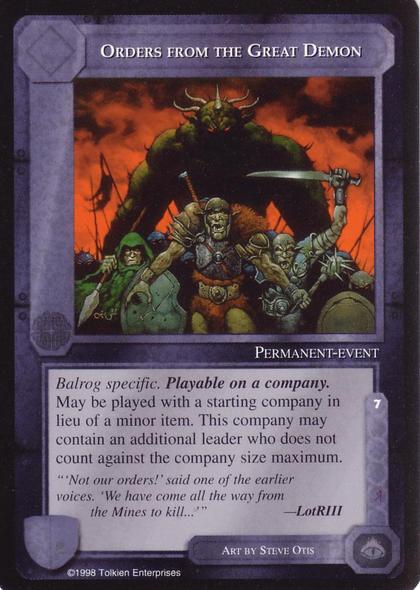 ORDERS FROM THE GREAT DEMON
PERMANENT-EVENT
Balrog specific. Playable on a company.
May be played with a starting company in
lieu of a minor item. This company may
contain an additional leader who does not
count against the company size maximum.
“‘Not our orders!’ said one of the earlier
voices. ‘We have come all the way from
the Mines to kill...’” —LotRIII
7
ART BY STEVE OTIS
©1998 Tolkien Enterprises